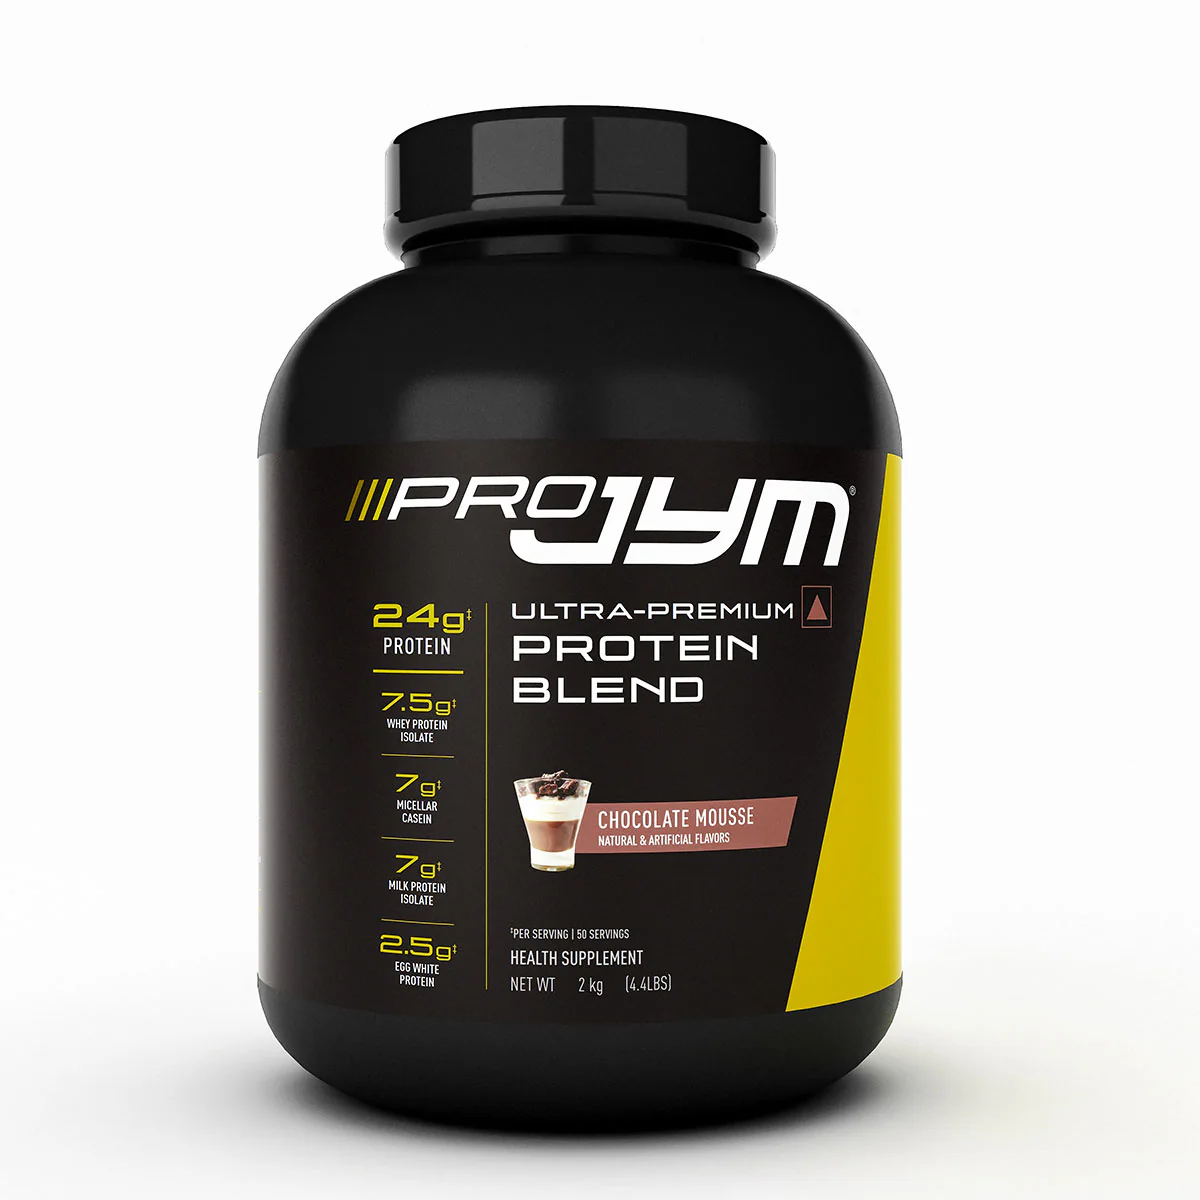 ///PRO JYM®
24g‡
PROTEIN
7.5g‡
WHEY PROTEIN
ISOLATE
7g‡
MICELLAR
CASEIN
7g‡
MILK PROTEIN
ISOLATE
2.5g‡
EGG WHITE
PROTEIN
ULTRA-PREMIUM
PROTEIN
BLEND
CHOCOLATE MOUSSE
NATURAL & ARTIFICIAL FLAVORS
‡PER SERVING | 50 SERVINGS
HEALTH SUPPLEMENT
NET WT 2 kg (4.4LBS)